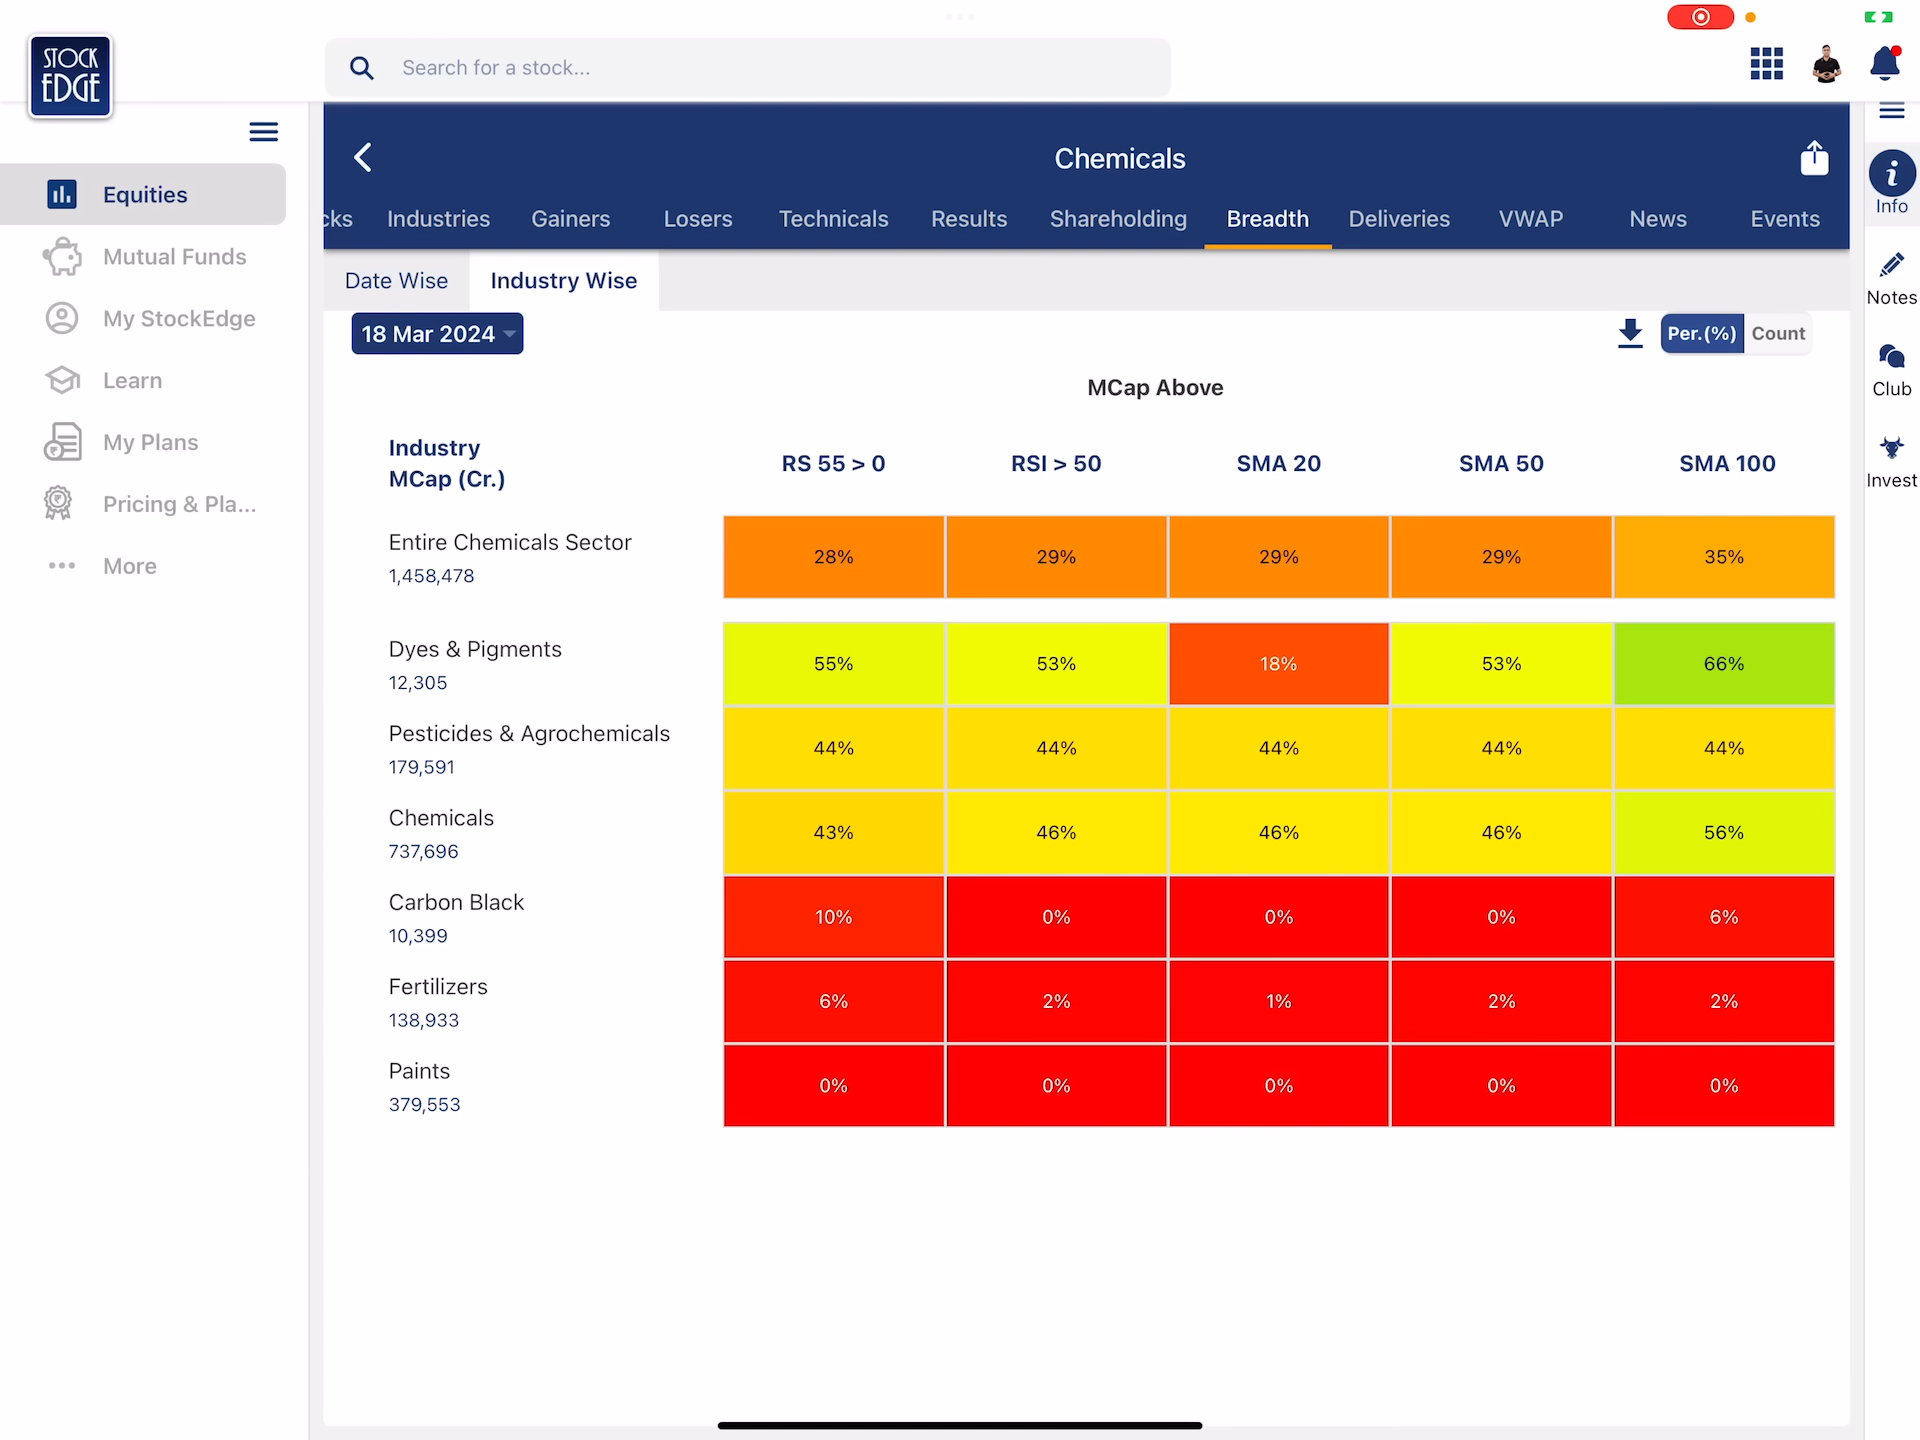 STOCK
EDGE
Search for a stock...
Equities
Mutual Funds
My StockEdge
Learn
My Plans
Pricing & Pla...
More
Chemicals
cks Industries Gainers Losers Technicals Results Shareholding Breadth Deliveries VWAP News Events
Date Wise Industry Wise
18 Mar 2024
Per.(%) Count
MCap Above
Industry
MCap (Cr.)
RS 55 > 0 RSI > 50 SMA 20 SMA 50 SMA 100
Entire Chemicals Sector
1,458,478
28% 29% 29% 29% 35%
Dyes & Pigments
12,305
55% 53% 18% 53% 66%
Pesticides & Agrochemicals
179,591
44% 44% 44% 44% 44%
Chemicals
737,696
43% 46% 46% 46% 56%
Carbon Black
10,399
10% 0% 0% 0% 6%
Fertilizers
138,933
6% 2% 1% 2% 2%
Paints
379,553
0% 0% 0% 0% 0%
i
Info
Notes
Club
Invest